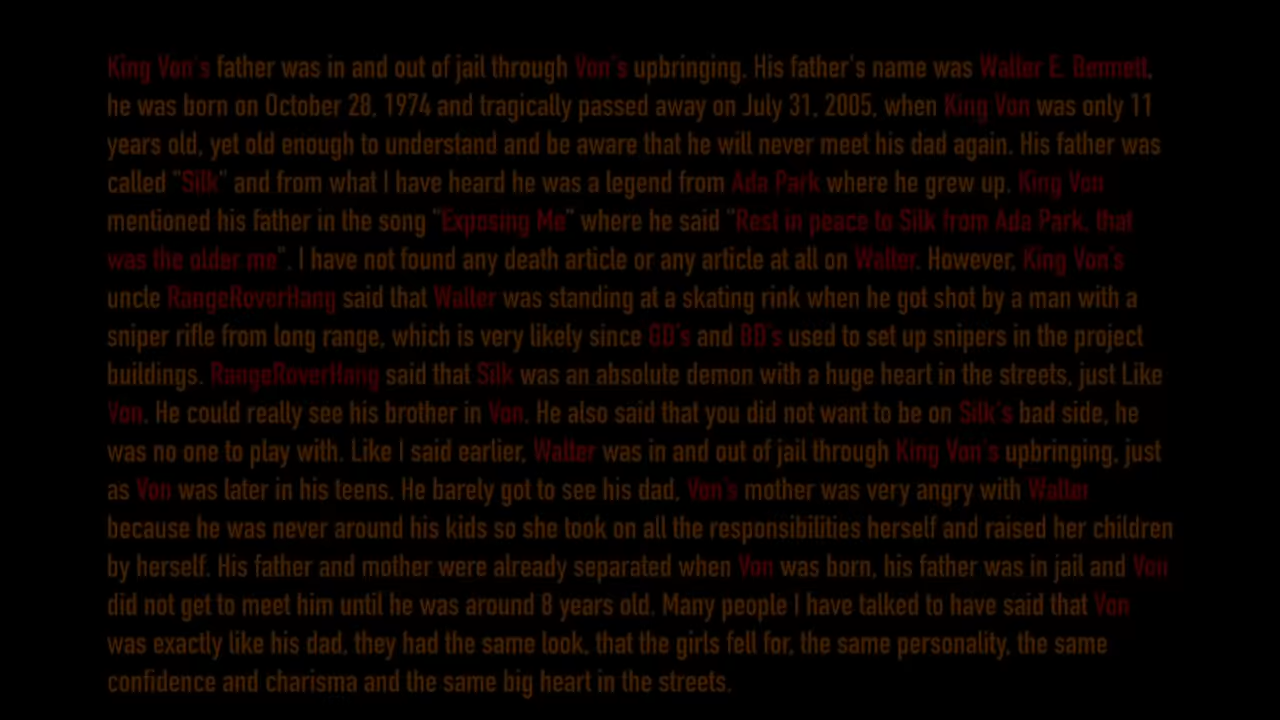 King Von's father was in and out of jail through Von's upbringing. His father's name was Walter E. Bennett,
he was born on October 28, 1974 and tragically passed away on July 31, 2005, when King Von was only 11
years old, yet old enough to understand and be aware that he will never meet his dad again. His father was
called "Silk" and from what I have heard he was a legend from Ada Park where he grew up. King Von
mentioned his father in the song "Exposing Me" where he said "Rest in peace to Silk from Ada Park, that
was the older me". I have not found any death article or any article at all on Walter. However, King Von's
uncle RangeRoverHang said that Walter was standing at a skating rink when he got shot by a man with a
sniper rifle from long range, which is very likely since GD's and BD's used to set up snipers in the project
buildings. RangeRoverHang said that Silk was an absolute demon with a huge heart in the streets, just Like
Von. He could really see his brother in Von. He also said that you did not want to be on Silk's bad side, he
was no one to play with. Like I said earlier, Walter was in and out of jail through King Von's upbringing, just
as Von was later in his teens. He barely got to see his dad, Von's mother was very angry with Walter
because he was never around his kids so she took on all the responsibilities herself and raised her children
by herself. His father and mother were already separated when Von was born, his father was in jail and Von
did not get to meet him until he was around 8 years old. Many people I have talked to have said that Von
was exactly like his dad, they had the same look, that the girls fell for, the same personality, the same
confidence and charisma and the same big heart in the streets.